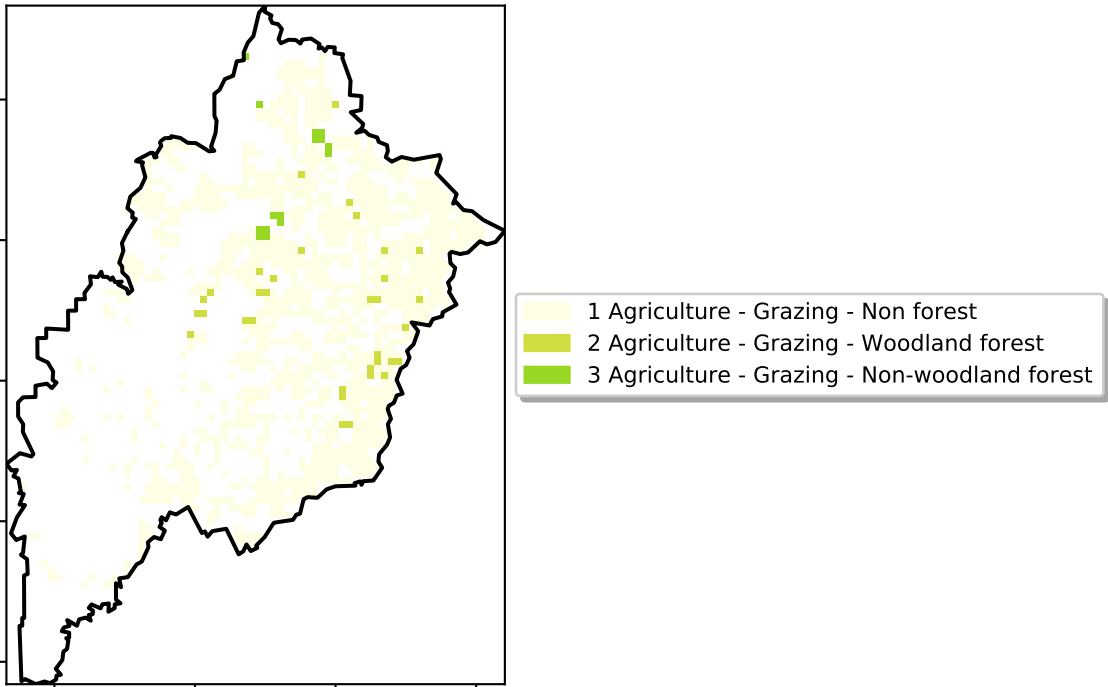 1 Agriculture - Grazing - Non forest
2 Agriculture - Grazing - Woodland forest
3 Agriculture - Grazing - Non-woodland forest